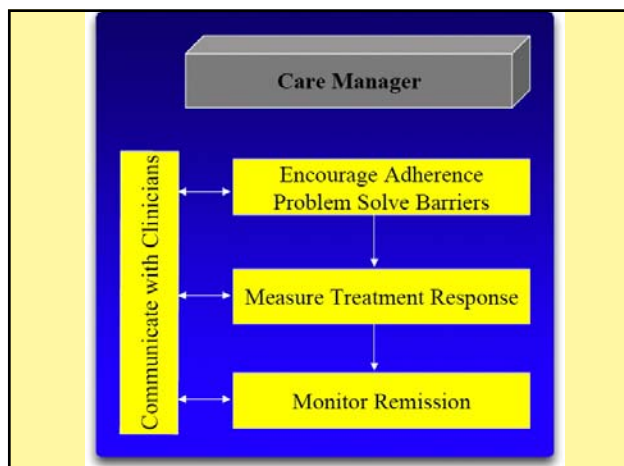 Care Manager
Communicate with Clinicians
Encourage Adherence
Problem Solve Barriers
Measure Treatment Response
Monitor Remission